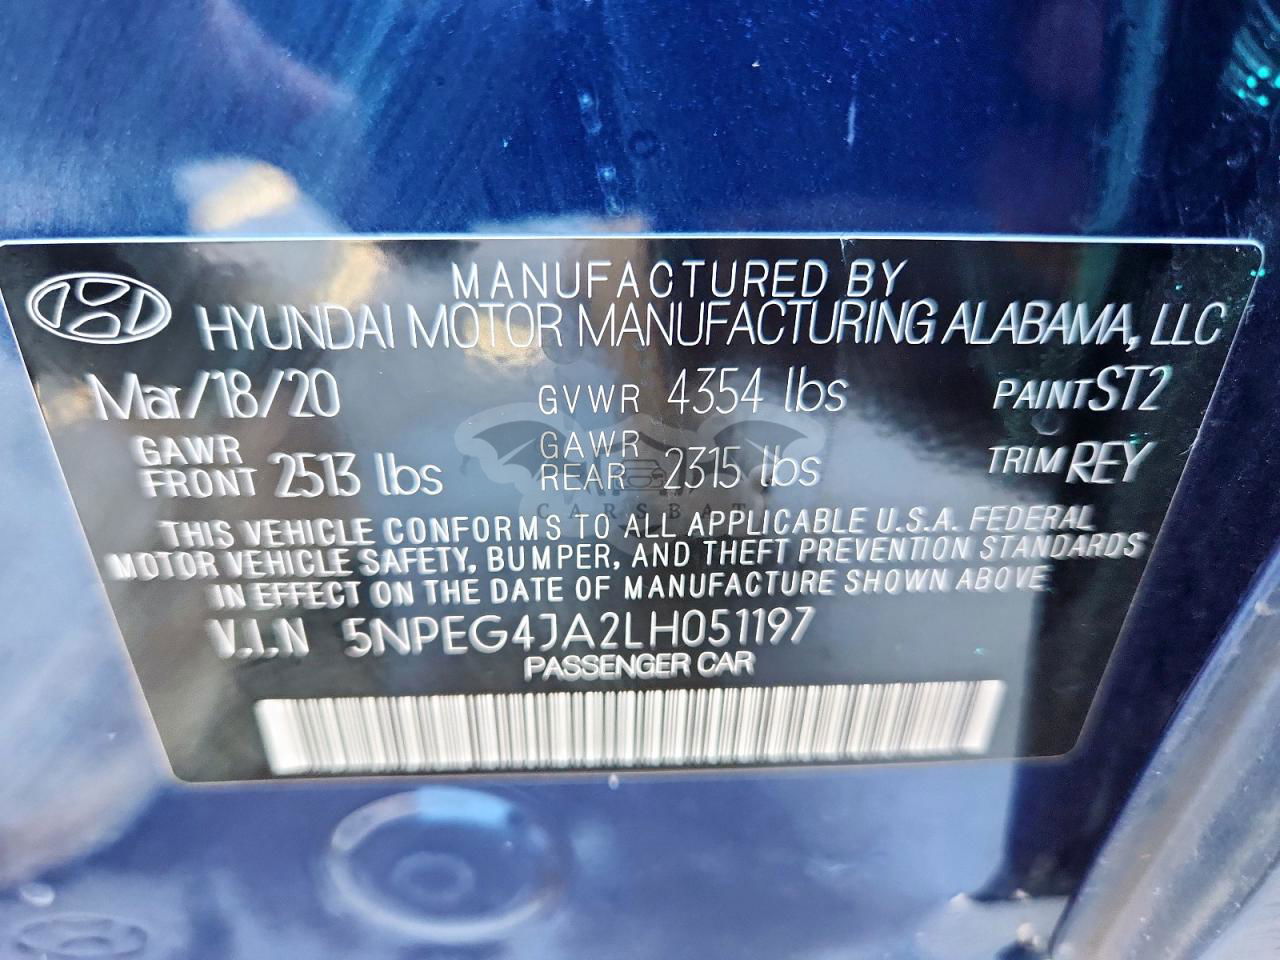 MANUFACTURED BY
HYUNDAI MOTOR MANUFACTURING ALABAMA, LLC
Mar/18/20 GVWR 4354 lbs PAINT ST2
GAWR FRONT 2513 lbs GAWR REAR 2315 lbs TRIM REY
CARSBAT
THIS VEHICLE CONFORMS TO ALL APPLICABLE U.S.A. FEDERAL
MOTOR VEHICLE SAFETY, BUMPER, AND THEFT PREVENTION STANDARDS
IN EFFECT ON THE DATE OF MANUFACTURE SHOWN ABOVE
V.I.N 5NPEG4JA2LH051197
PASSENGER CAR